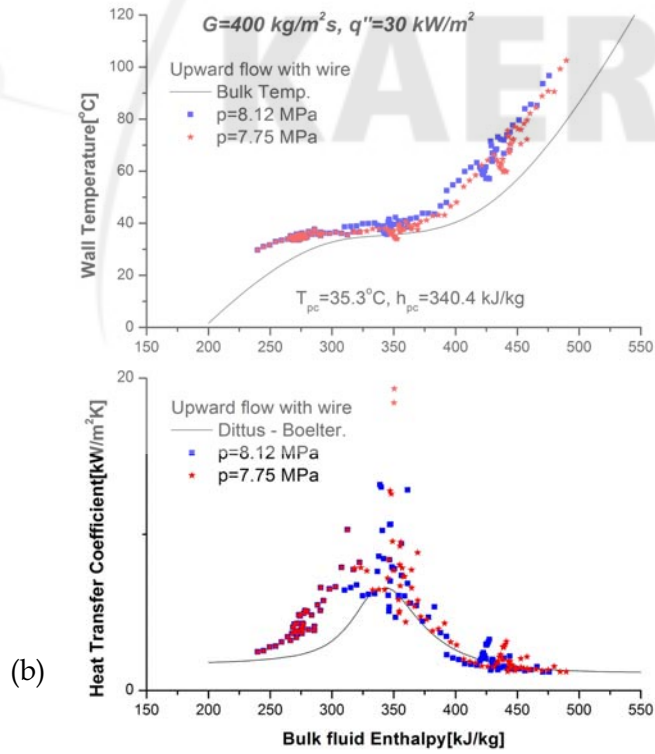 KAER
G=400 kg/m²s, q''=30 kW/m²
120
100
80
60
40
20
0
Wall Temperature[°C]
Upward flow with wire
Bulk Temp.
p=8.12 MPa
p=7.75 MPa
T_pc=35.3°C, h_pc=340.4 kJ/kg
150 200 250 300 350 400 450 500 550
20
10
0
Heat Transfer Coefficient[kW/m²K]
Upward flow with wire
Dittus - Boelter.
p=8.12 MPa
p=7.75 MPa
150 200 250 300 350 400 450 500 550
Bulk fluid Enthalpy[kJ/kg]
(b)